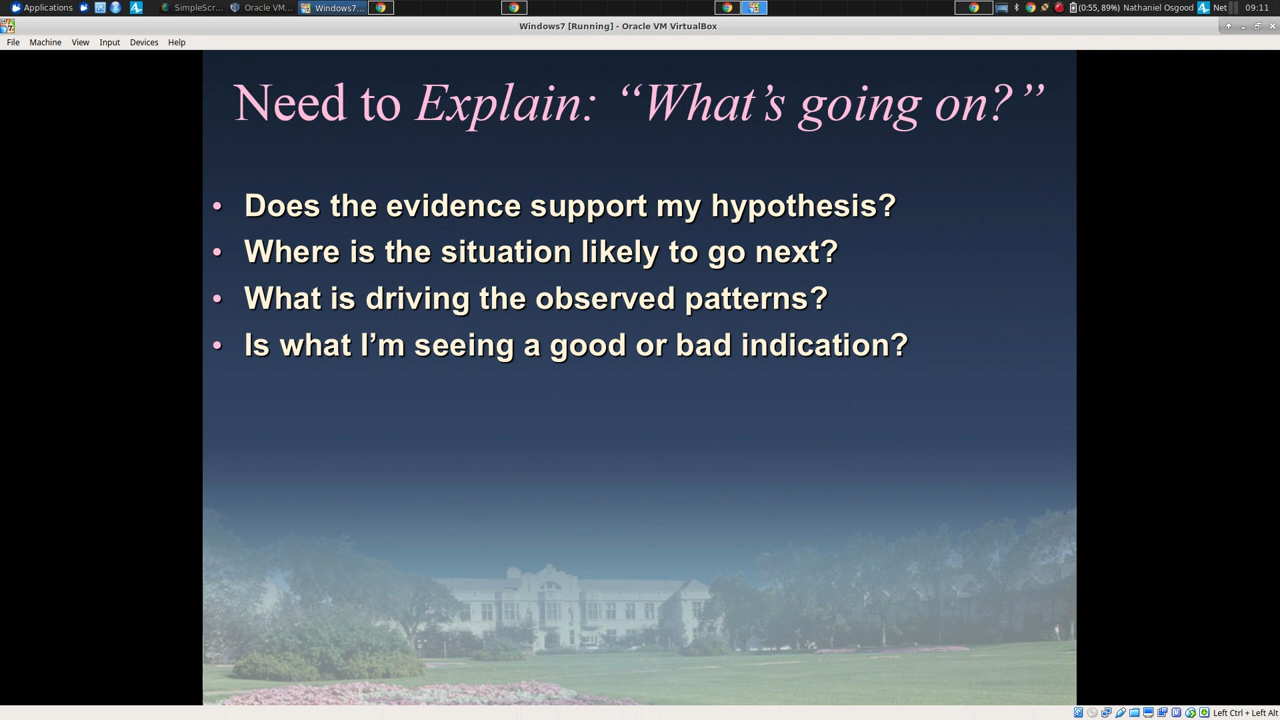 Applications
SimpleScr...
Oracle VM...
Windows7...
(0:55, 89%) Nathaniel Osgood
Net
09:11
Windows7 [Running] - Oracle VM VirtualBox
File Machine View Input Devices Help
Need to Explain: “What’s going on?”
• Does the evidence support my hypothesis?
• Where is the situation likely to go next?
• What is driving the observed patterns?
• Is what I’m seeing a good or bad indication?
Left Ctrl + Left Alt